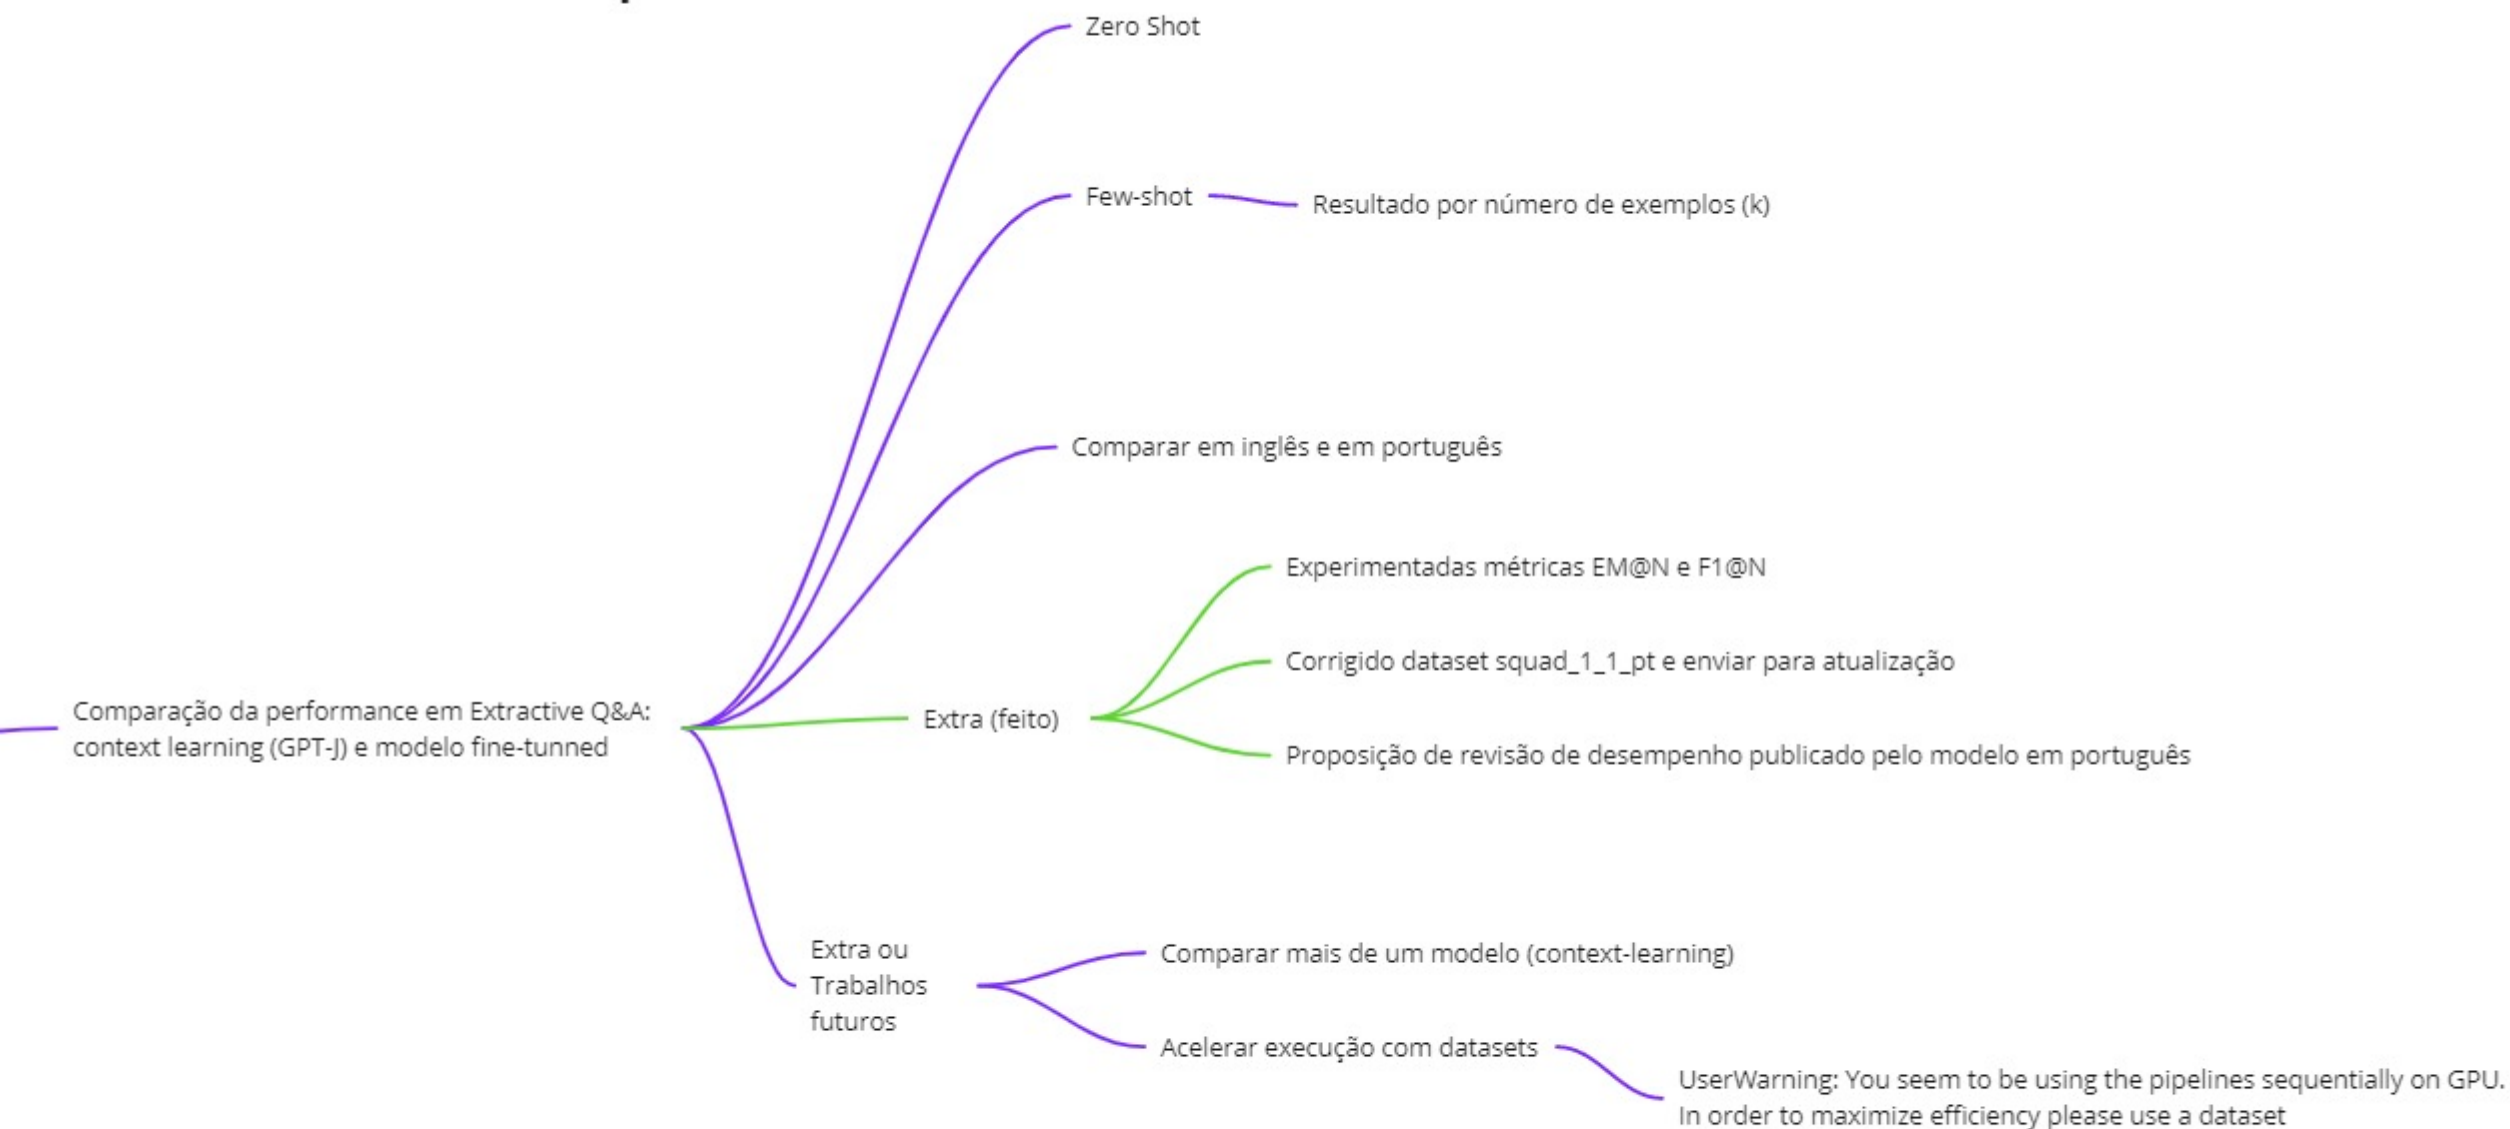 Zero Shot
Few-shot
Resultado por número de exemplos (k)
Comparar em inglês e em português
Experimentadas métricas EM@N e F1@N
Corrigido dataset squad_1_1_pt e enviar para atualização
Comparação da performance em Extractive Q&A:
context learning (GPT-J) e modelo fine-tunned
Extra (feito)
Proposição de revisão de desempenho publicado pelo modelo em português
Extra ou
Trabalhos
futuros
Comparar mais de um modelo (context-learning)
Acelerar execução com datasets
UserWarning: You seem to be using the pipelines sequentially on GPU.
In order to maximize efficiency please use a dataset